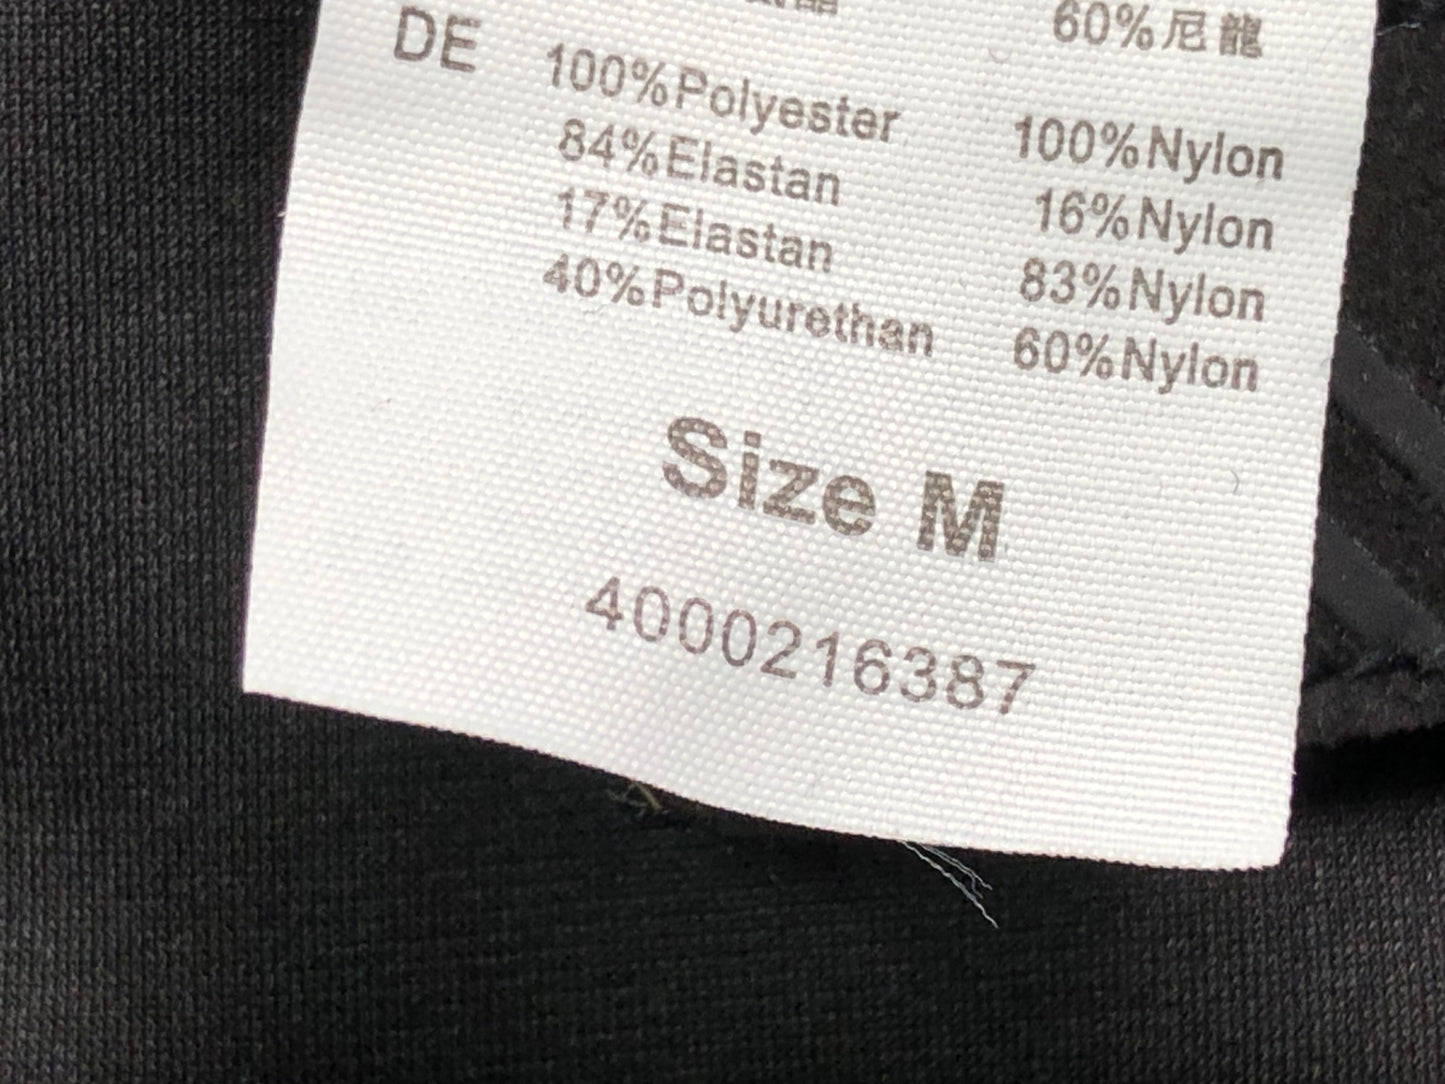 60%尼龍
DE 100%Polyester 100%Nylon
84%Elastan 16%Nylon
17%Elastan 83%Nylon
40%Polyurethan 60%Nylon
Size M
4000216387